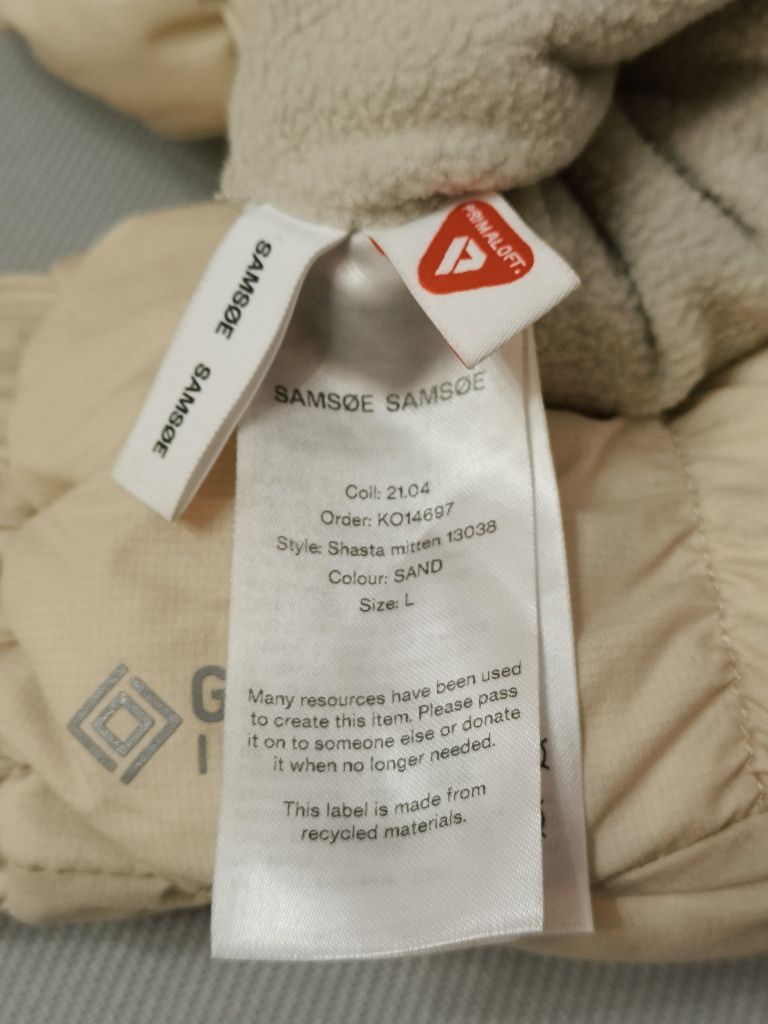 SAMSØE SAMSØE
PRIMALOFT.
SAMSØE SAMSØE
Coll: 21.04
Order: KO14697
Style: Shasta mitten 13038
Colour: SAND
Size: L
G
I
Many resources have been used
to create this item. Please pass
it on to someone else or donate
it when no longer needed.
This label is made from
recycled materials.